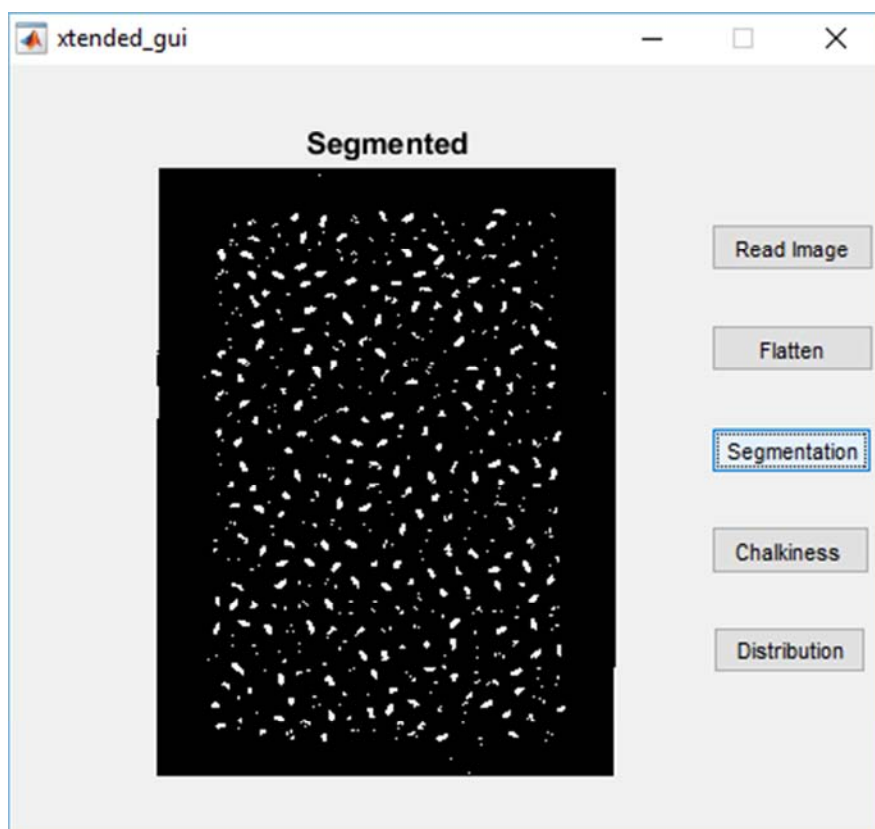 xtended_gui
Segmented
Read Image
Flatten
Segmentation
Chalkiness
Distribution